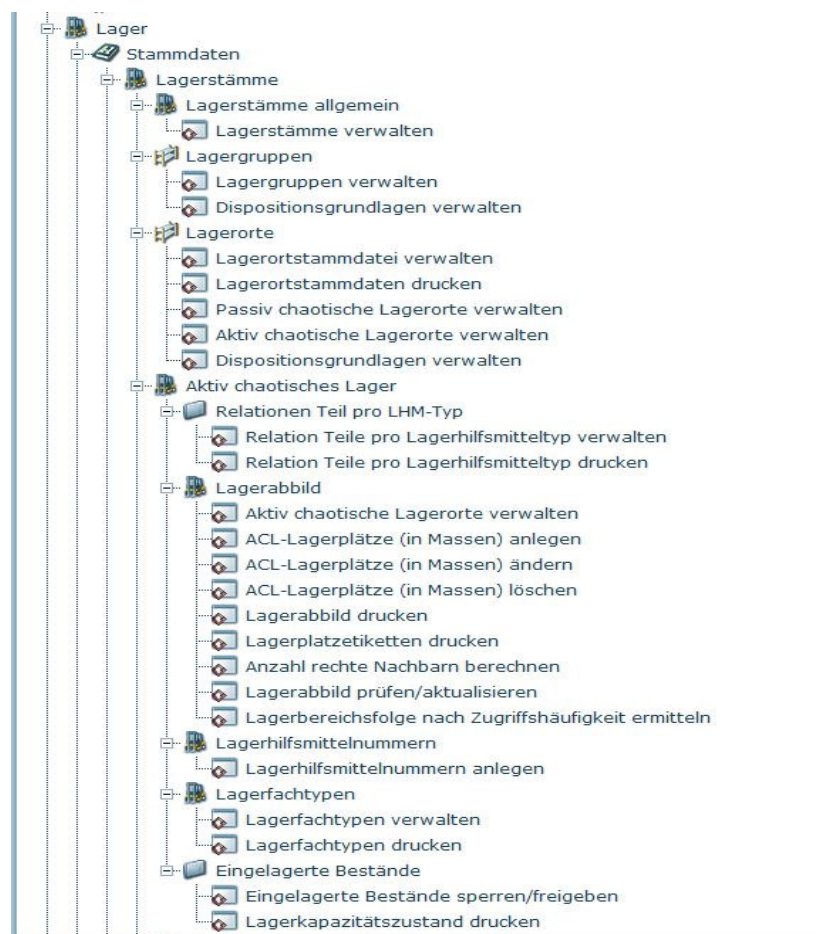 Lager
Stammdaten
Lagerstämme
Lagerstämme allgemein
Lagerstämme verwalten
Lagergruppen
Lagergruppen verwalten
Dispositionsgrundlagen verwalten
Lagerorte
Lagerortstammdatei verwalten
Lagerortstammdaten drucken
Passiv chaotische Lagerorte verwalten
Aktiv chaotische Lagerorte verwalten
Dispositionsgrundlagen verwalten
Aktiv chaotisches Lager
Relationen Teil pro LHM-Typ
Relation Teile pro Lagerhilfsmitteltyp verwalten
Relation Teile pro Lagerhilfsmitteltyp drucken
Lagerabbild
Aktiv chaotische Lagerorte verwalten
ACL-Lagerplätze (in Massen) anlegen
ACL-Lagerplätze (in Massen) ändern
ACL-Lagerplätze (in Massen) löschen
Lagerabbild drucken
Lagerplatzetiketten drucken
Anzahl rechte Nachbarn berechnen
Lagerabbild prüfen/aktualisieren
Lagerbereichsfolge nach Zugriffshäufigkeit ermitteln
Lagerhilfsmittelnummern
Lagerhilfsmittelnummern anlegen
Lagerfachtypen
Lagerfachtypen verwalten
Lagerfachtypen drucken
Eingelagerte Bestände
Eingelagerte Bestände sperren/freigeben
Lagerkapazitätszustand drucken